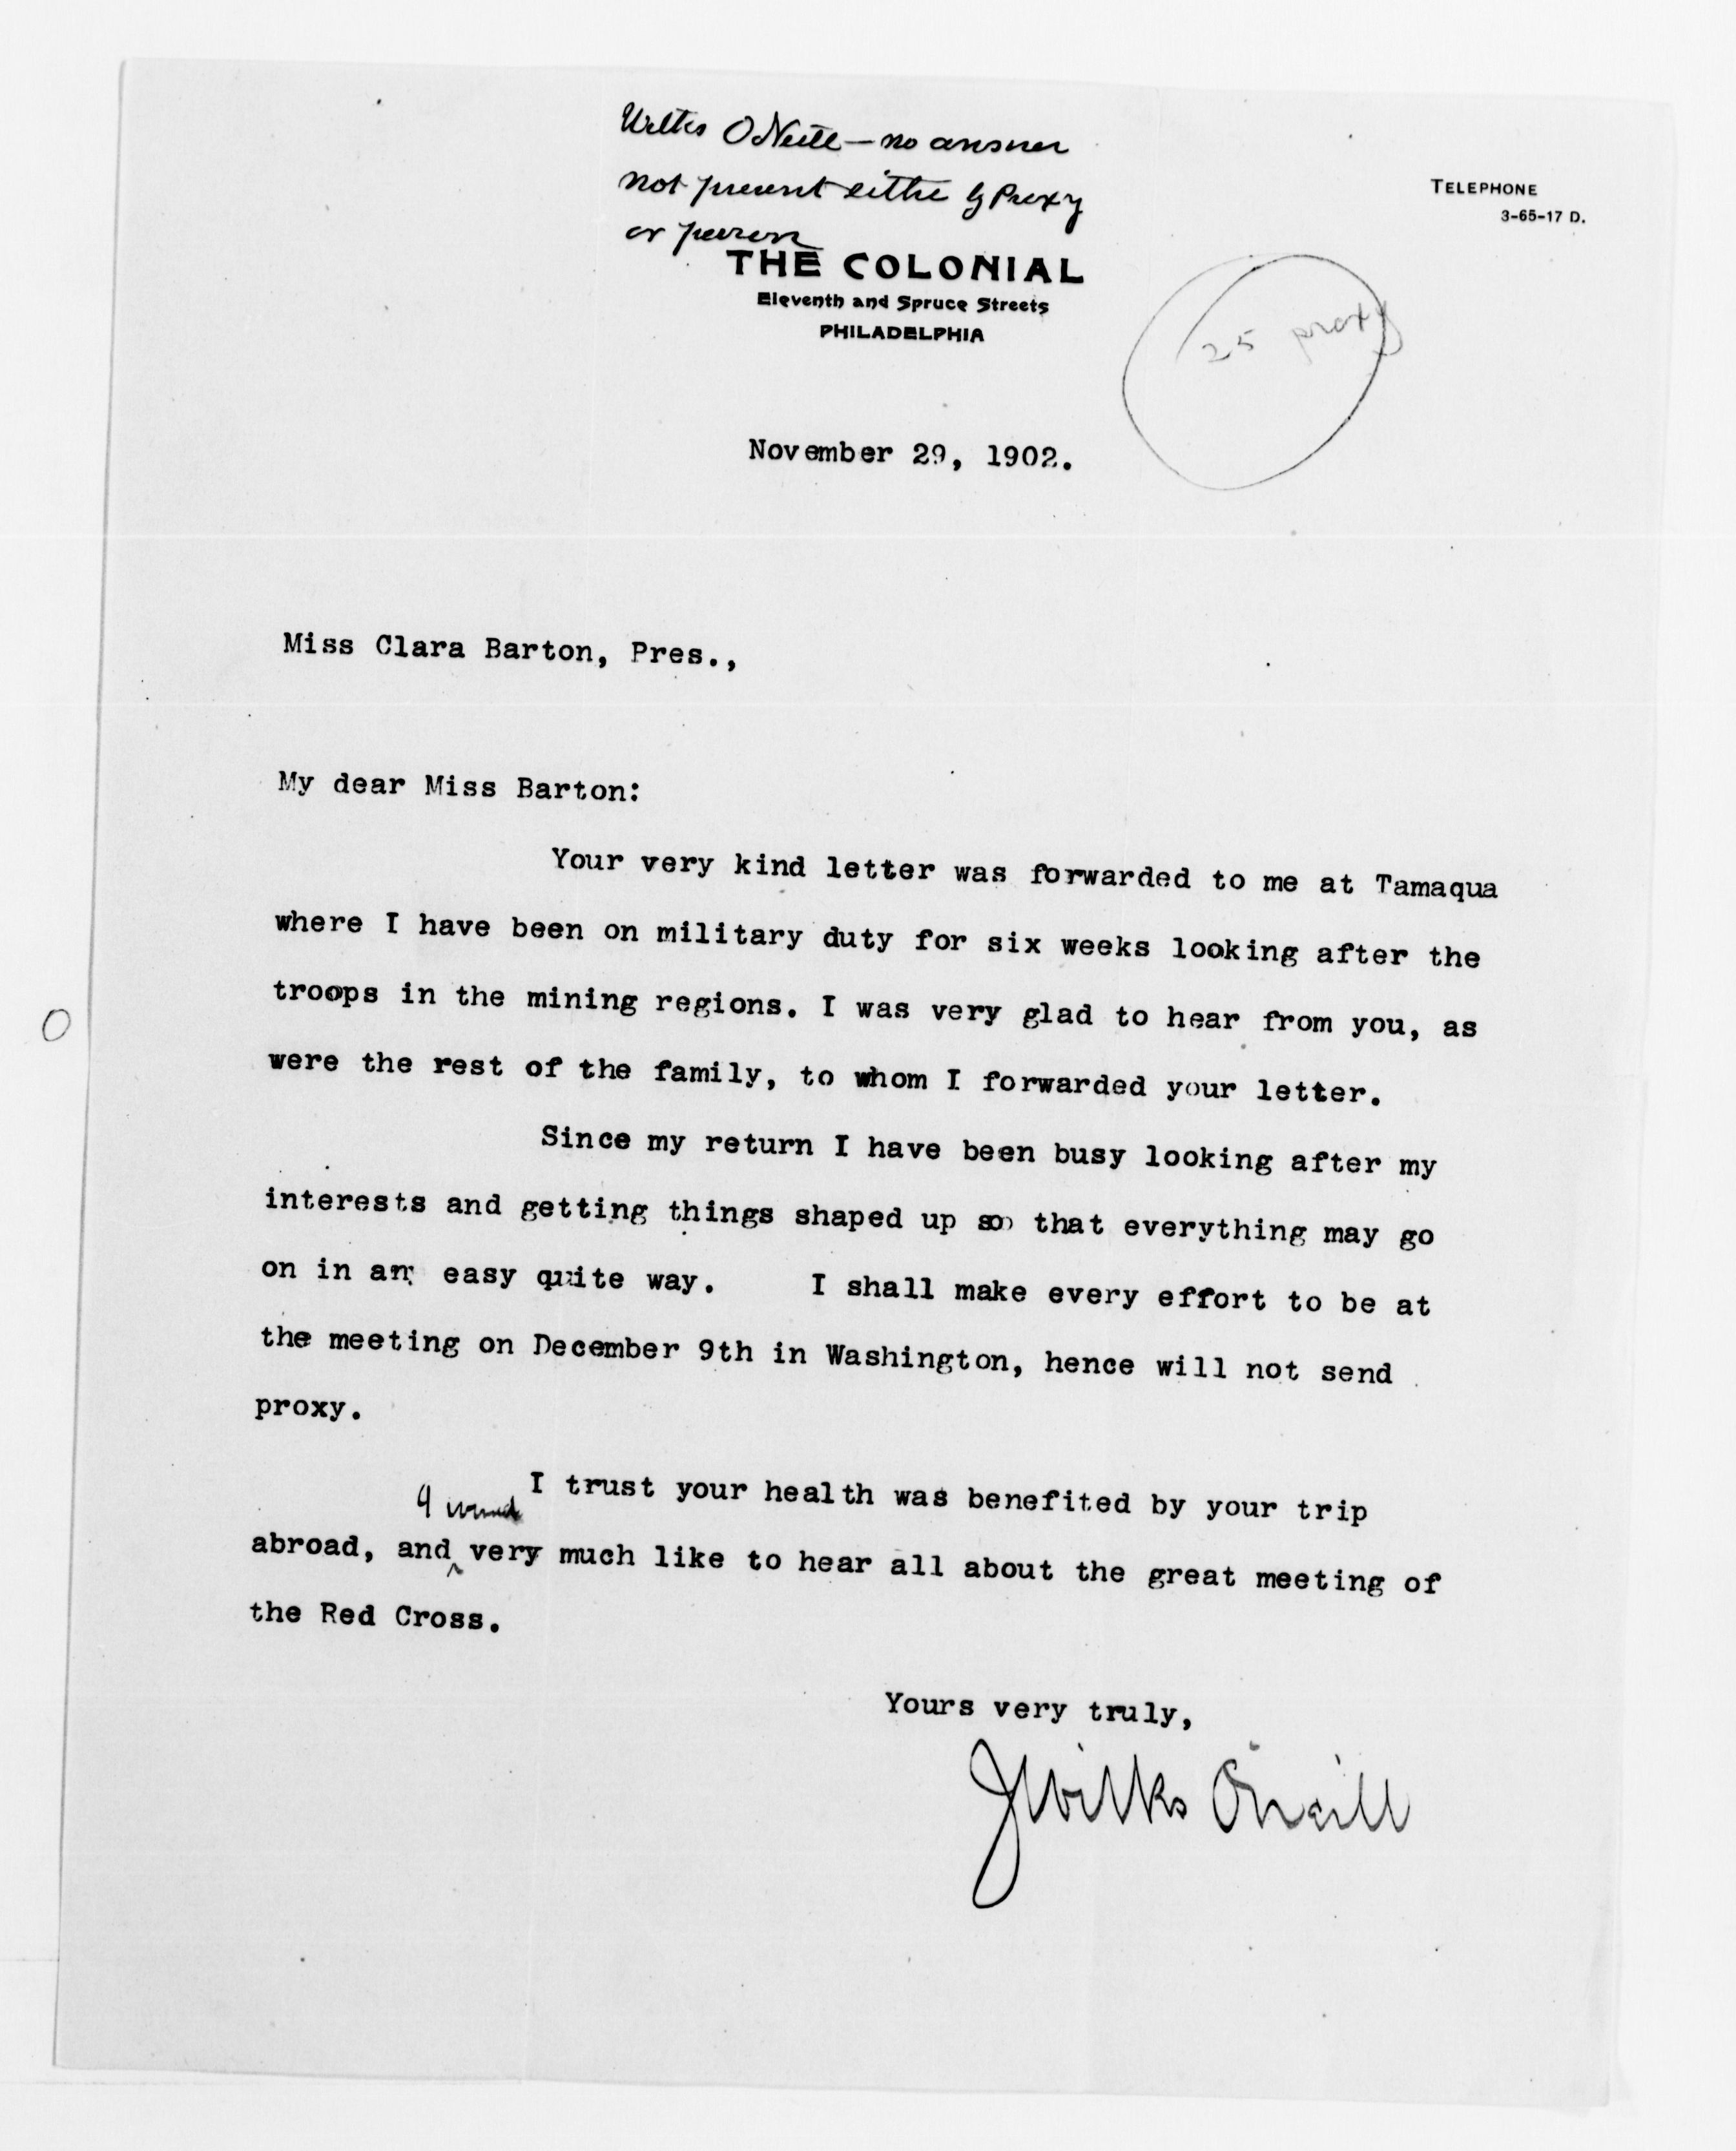 Wilkes ONeill — no answer
not present either by Proxy
or person
TELEPHONE
3-65-17 D.
THE COLONIAL
Eleventh and Spruce Streets
PHILADELPHIA
25 proxy
November 29, 1902.
Miss Clara Barton, Pres.,
My dear Miss Barton:
Your very kind letter was forwarded to me at Tamaqua
where I have been on military duty for six weeks looking after the
troops in the mining regions. I was very glad to hear from you, as
were the rest of the family, to whom I forwarded your letter.
Since my return I have been busy looking after my
interests and getting things shaped up so that everything may go
on in an easy quite way. I shall make every effort to be at
the meeting on December 9th in Washington, hence will not send
proxy.
I trust your health was benefited by your trip
I would
abroad, and very much like to hear all about the great meeting of
the Red Cross.
Yours very truly,
J Wilks O'Neill